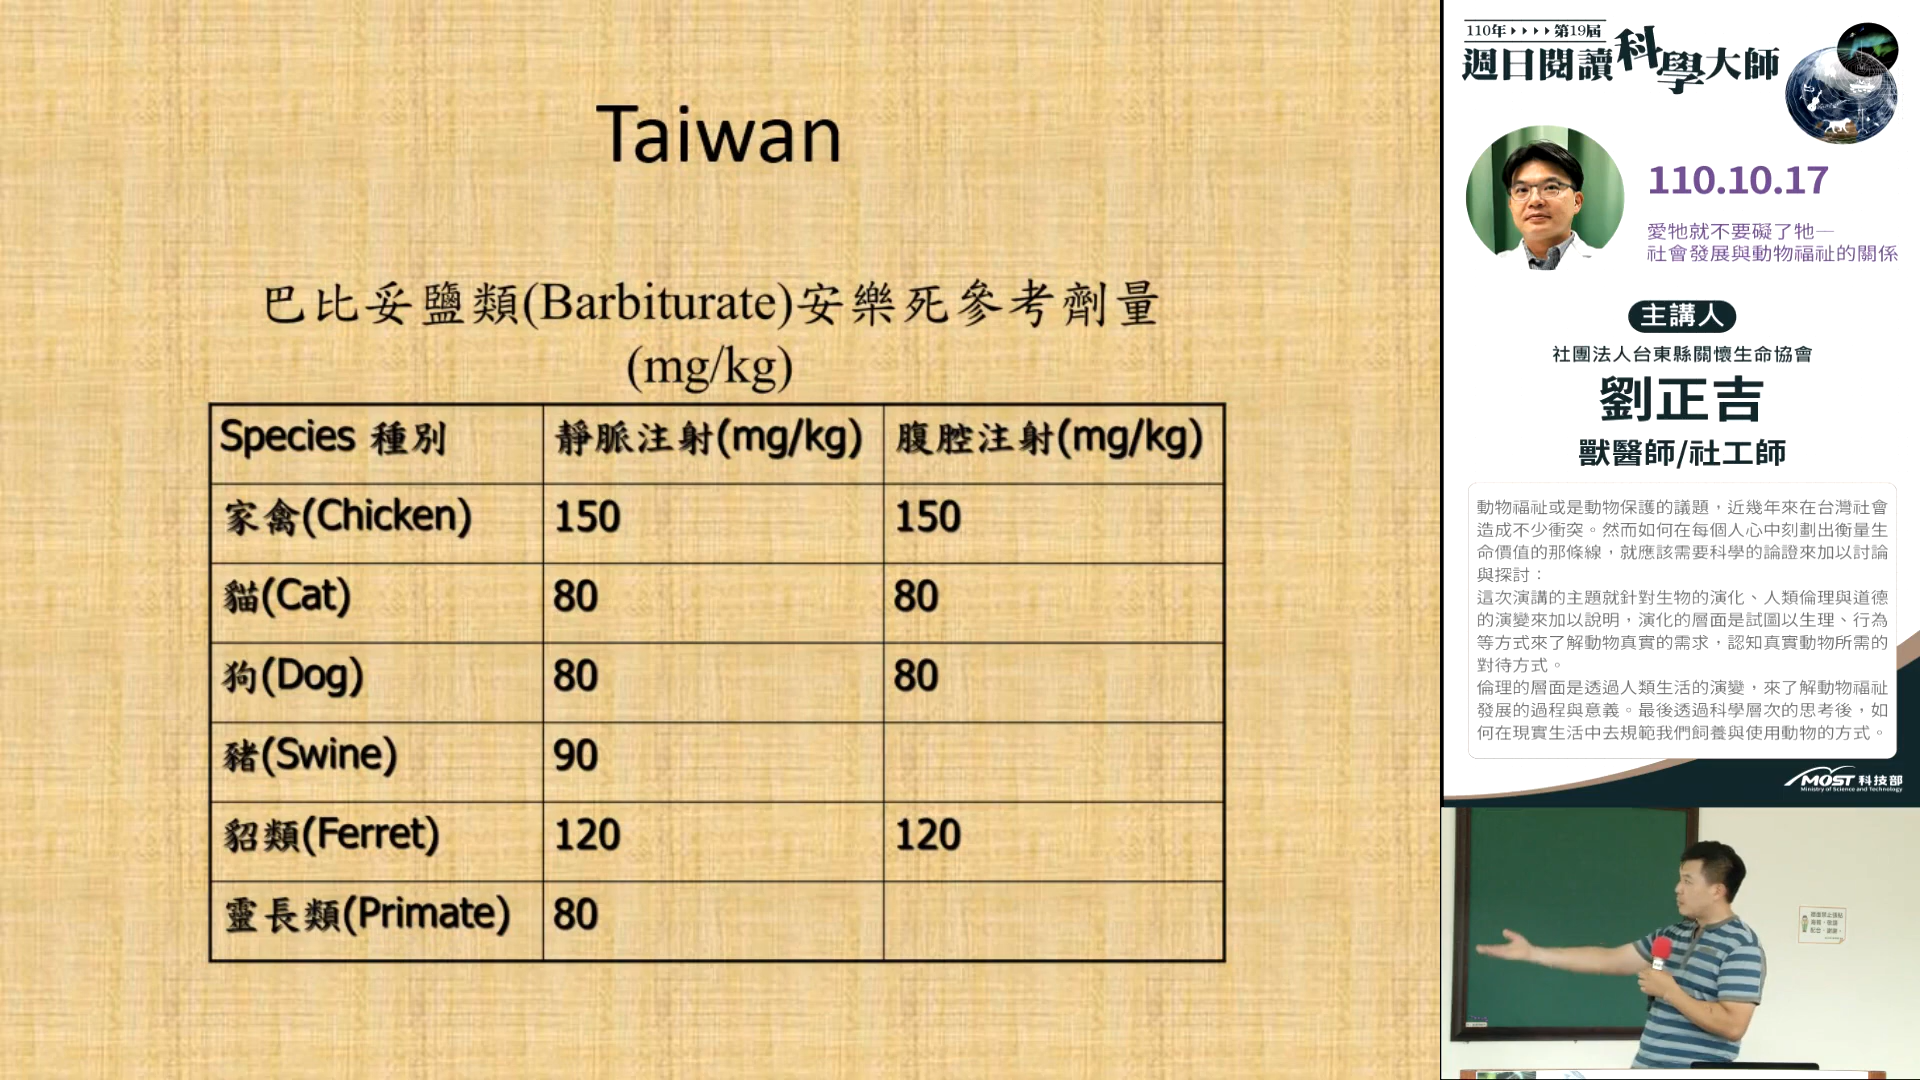 Taiwan
巴比妥鹽類(Barbiturate)安樂死參考劑量
(mg/kg)
Species 種別 靜脈注射(mg/kg) 腹腔注射(mg/kg)
家禽(Chicken) 150 150
貓(Cat) 80 80
狗(Dog) 80 80
豬(Swine) 90
貂類(Ferret) 120 120
靈長類(Primate) 80
110年 第19屆
週日閱讀科學大師
110.10.17
愛牠就不要礙了牠—
社會發展與動物福祉的關係
主講人
社團法人台東縣關懷生命協會
劉正吉
獸醫師/社工師
動物福祉或是動物保護的議題，近幾年來在台灣社會
造成不少衝突。然而如何在每個人心中刻劃出衡量生
命價值的那條線，就應該需要科學的論證來加以討論
與探討：
這次演講的主題就針對生物的演化、人類倫理與道德
的演變來加以說明，演化的層面是試圖以生理、行為
等方式來了解動物真實的需求，認知真實動物所需的
對待方式。
倫理的層面是透過人類生活的演變，來了解動物福祉
發展的過程與意義。最後透過科學層次的思考後，如
何在現實生活中去規範我們飼養與使用動物的方式。
MOST 科技部
Ministry of Science and Technology